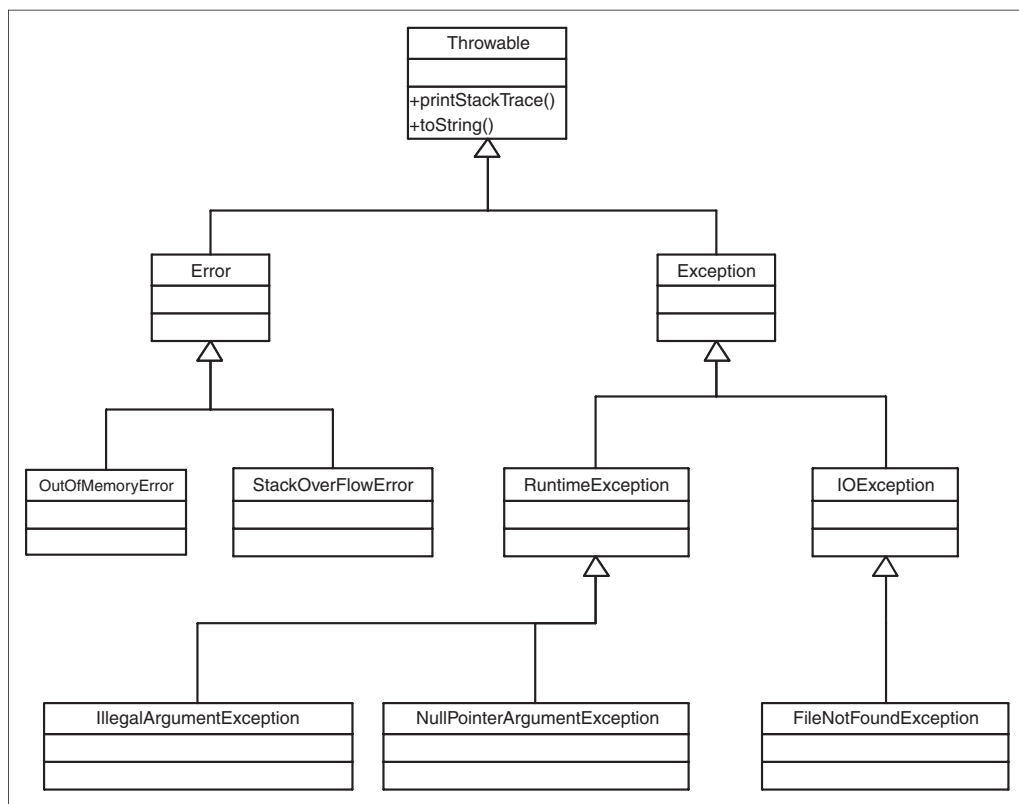 Throwable
+printStackTrace()
+toString()
Error
Exception
OutOfMemoryError
StackOverFlowError
RuntimeException
IOException
IllegalArgumentException
NullPointerArgumentException
FileNotFoundException